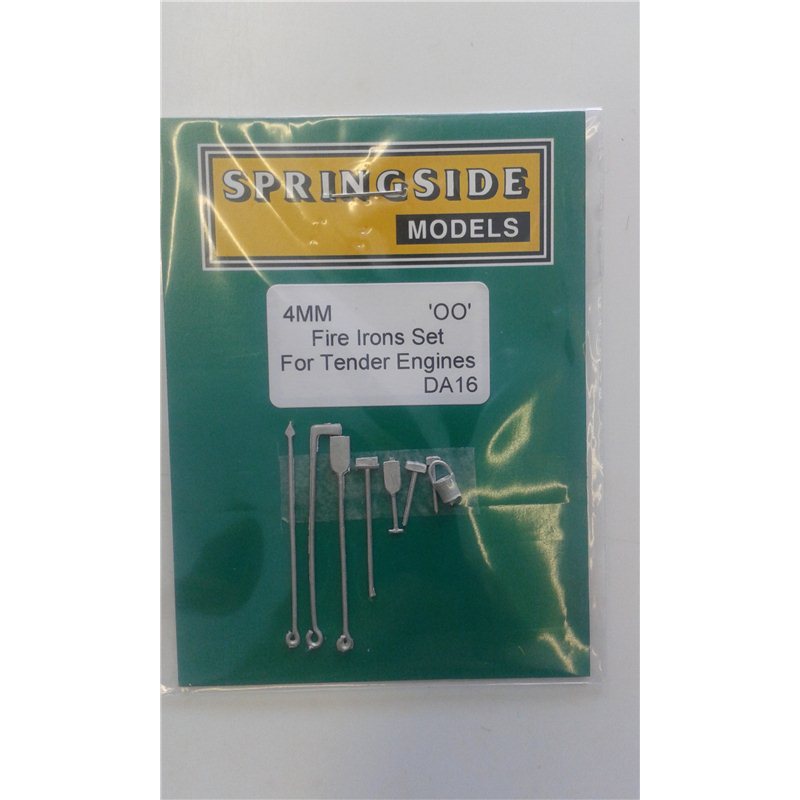 SPRINGSIDE
MODELS
4MM 'OO'
Fire Irons Set
For Tender Engines
DA16